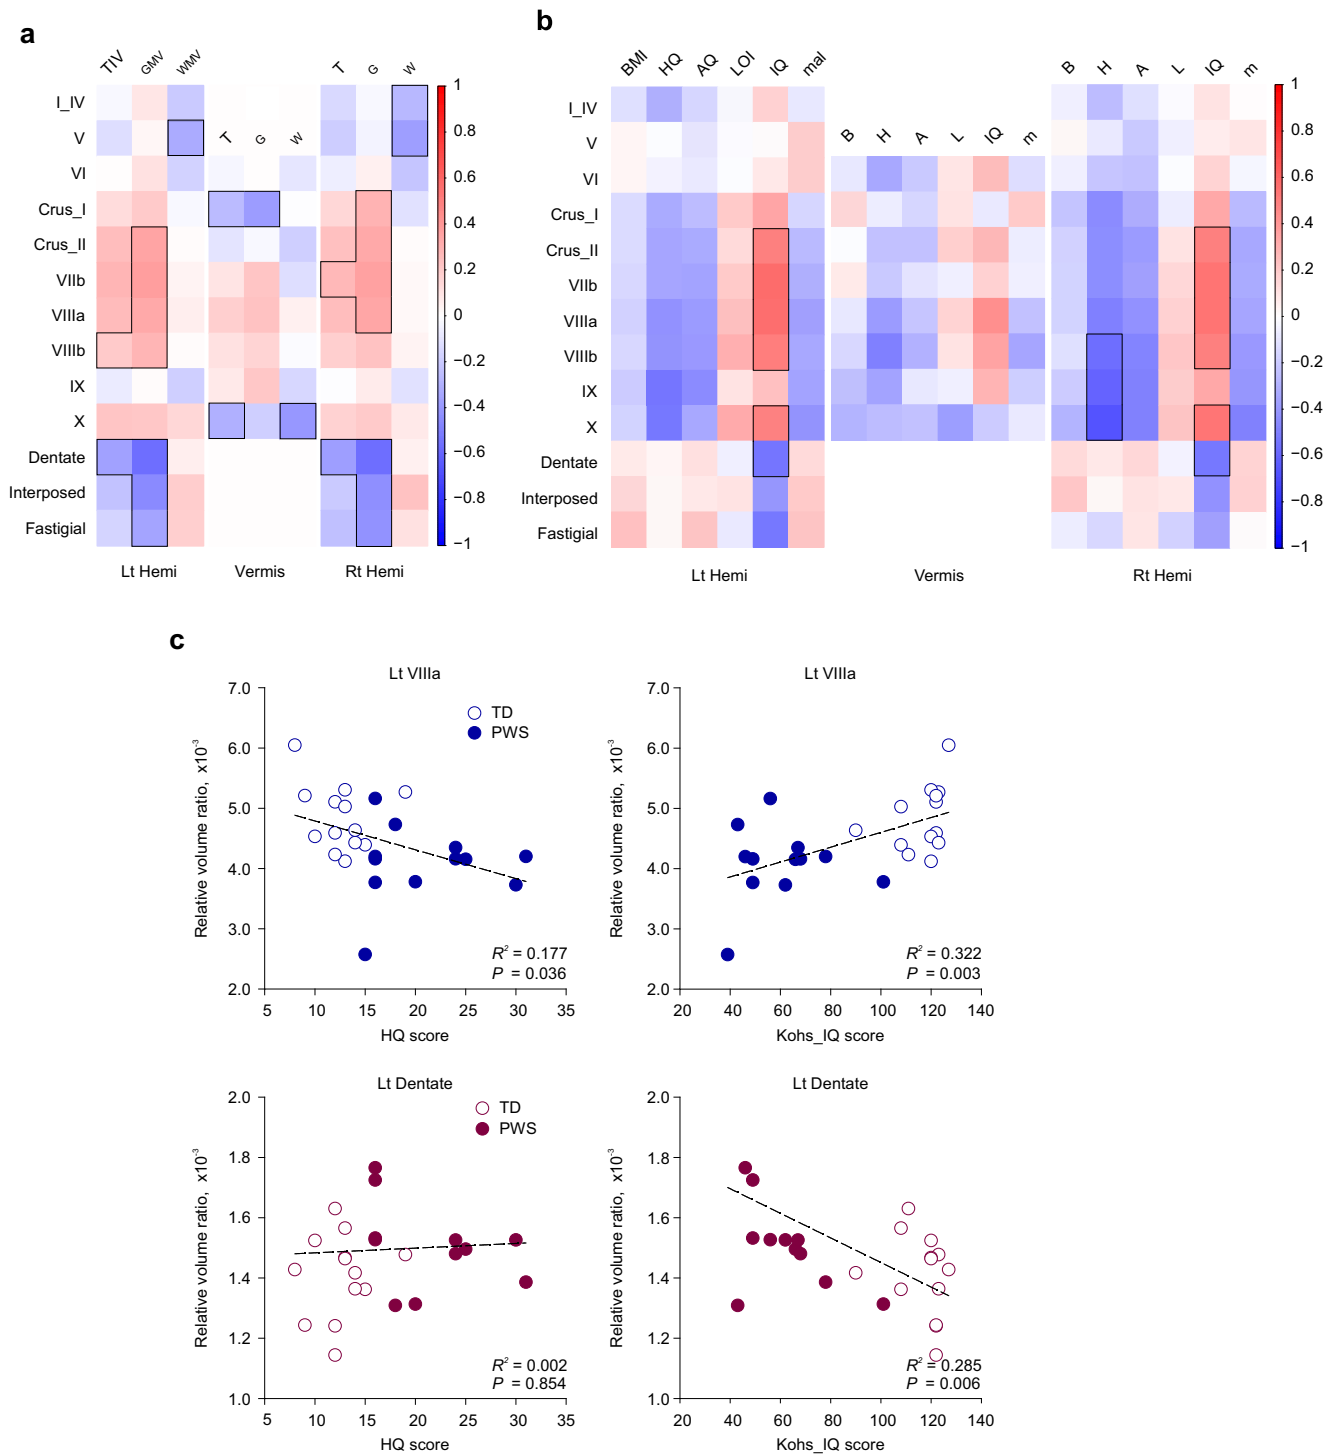 a
TIV GMV WMV T G W
T G W
I_IV
V
VI
Crus_I
Crus_II
VIIb
VIIIa
VIIIb
IX
X
Dentate
Interposed
Fastigial
Lt Hemi Vermis Rt Hemi
1
0.8
0.6
0.4
0.2
0
−0.2
−0.4
−0.6
−0.8
−1
b
BMI HQ AQ LOI IQ mal B H A L IQ m
B H A L IQ m
I_IV
V
VI
Crus_I
Crus_II
VIIb
VIIIa
VIIIb
IX
X
Dentate
Interposed
Fastigial
Lt Hemi Vermis Rt Hemi
1
0.8
0.6
0.4
0.2
0
−0.2
−0.4
−0.6
−0.8
−1
c
Lt VIIIa
TD
PWS
Relative volume ratio, x10⁻³
7.0
6.0
5.0
4.0
3.0
2.0
R² = 0.177
P = 0.036
5 10 15 20 25 30 35
HQ score
Lt VIIIa
Relative volume ratio, x10⁻³
7.0
6.0
5.0
4.0
3.0
2.0
R² = 0.322
P = 0.003
20 40 60 80 100 120 140
Kohs_IQ score
Lt Dentate
TD
PWS
Relative volume ratio, x10⁻³
2.0
1.8
1.6
1.4
1.2
1.0
R² = 0.002
P = 0.854
5 10 15 20 25 30 35
HQ score
Lt Dentate
Relative volume ratio, x10⁻³
2.0
1.8
1.6
1.4
1.2
1.0
R² = 0.285
P = 0.006
20 40 60 80 100 120 140
Kohs_IQ score